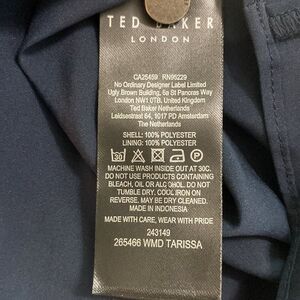 TED BAKER
LONDON
CA25459 RN95229
No Ordinary Designer Label Limited
Ugly Brown Building, 6a St Pancras Way
London NW1 0TB, United Kingdom
Ted Baker Netherlands
Leidsestraat 64, 1017 PD Amsterdam
The Netherlands
SHELL: 100% POLYESTER
LINING: 100% POLYESTER
MACHINE WASH INSIDE OUT AT 30C.
DO NOT USE PRODUCTS CONTAINING
BLEACH, OIL OR ALCOHOL. DO NOT
TUMBLE DRY. COOL IRON ON
REVERSE. MAY BE DRY CLEANED.
MADE IN INDONESIA
MADE WITH CARE, WEAR WITH PRIDE
243149
265466 WMD TARISSA